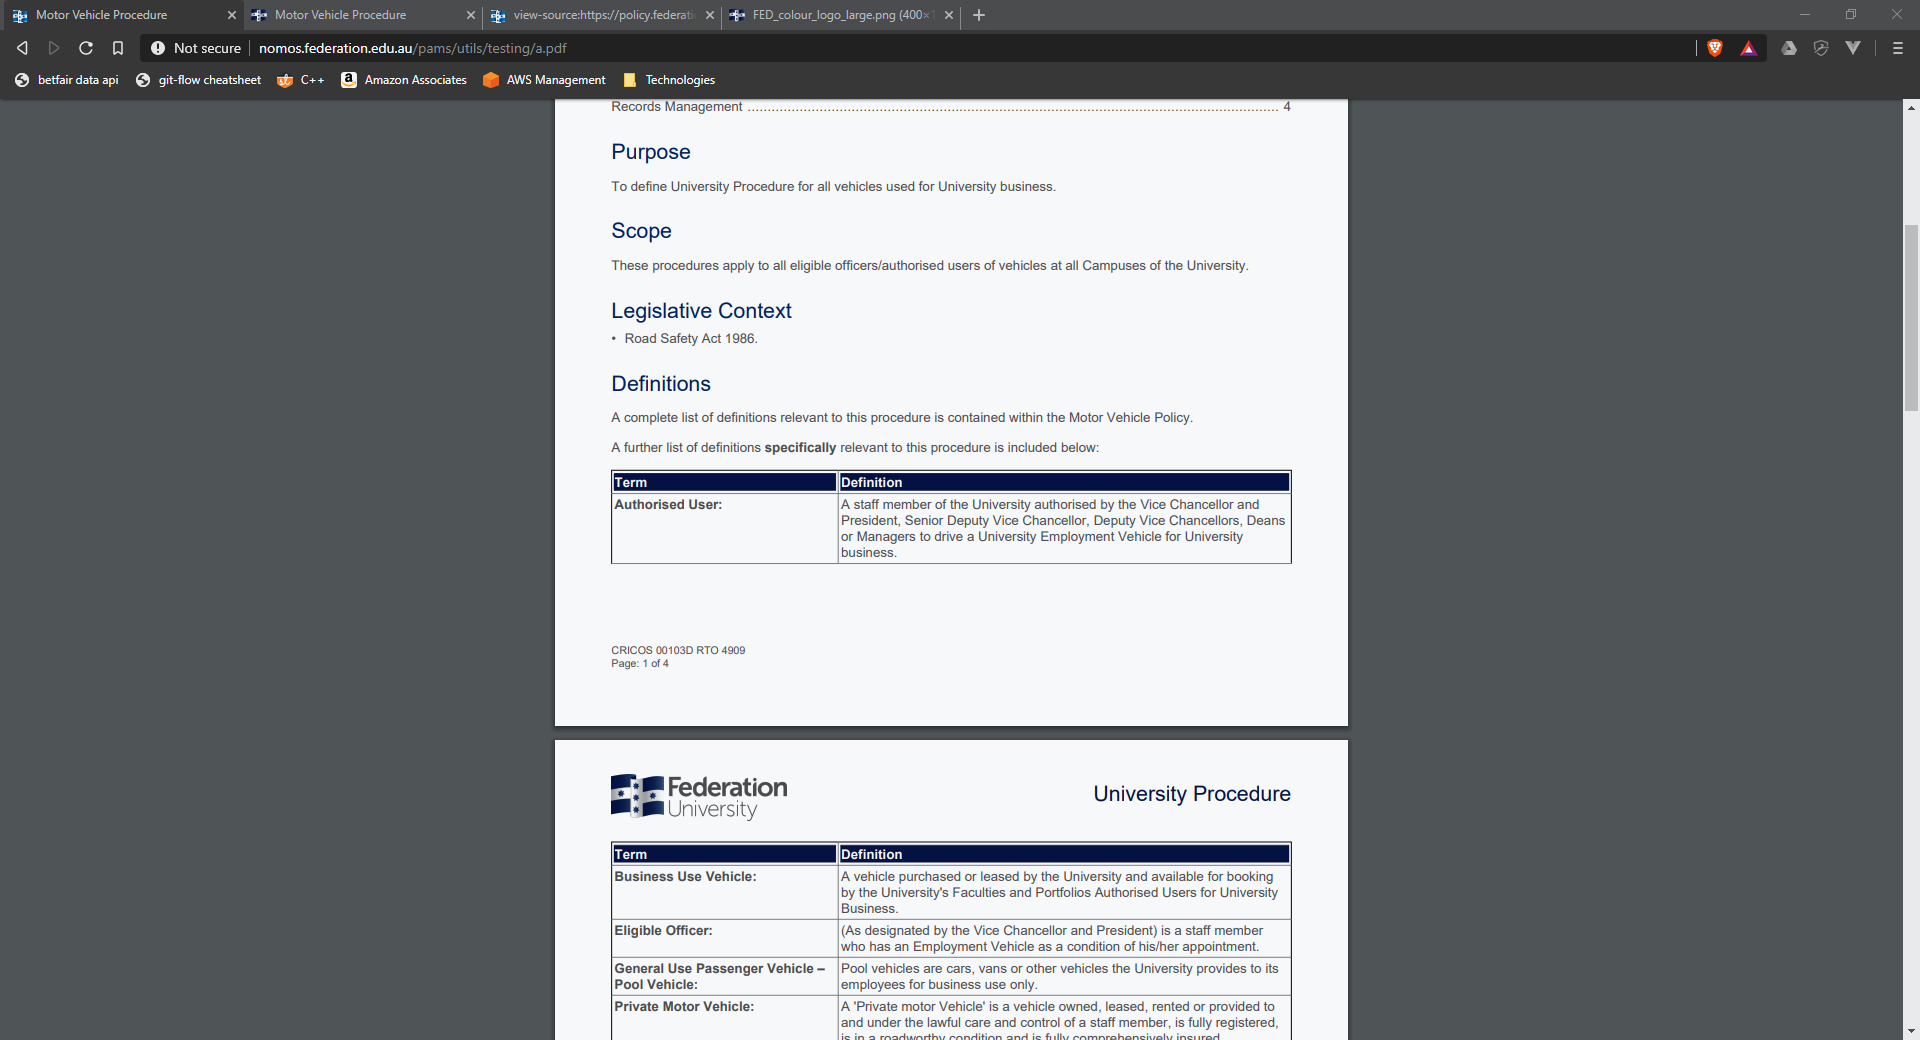 Motor Vehicle Procedure
Motor Vehicle Procedure
view-source:https://policy.federati
FED_colour_logo_large.png (400×
Not secure
nomos.federation.edu.au/pams/utils/testing/a.pdf
betfair data api
git-flow cheatsheet
C++
Amazon Associates
AWS Management
Technologies
Records Management ........ 4
Purpose
To define University Procedure for all vehicles used for University business.
Scope
These procedures apply to all eligible officers/authorised users of vehicles at all Campuses of the University.
Legislative Context
• Road Safety Act 1986.
Definitions
A complete list of definitions relevant to this procedure is contained within the Motor Vehicle Policy.
A further list of definitions specifically relevant to this procedure is included below:
Term
Definition
Authorised User:
A staff member of the University authorised by the Vice Chancellor and
President, Senior Deputy Vice Chancellor, Deputy Vice Chancellors, Deans
or Managers to drive a University Employment Vehicle for University
business.
CRICOS 00103D RTO 4909
Page: 1 of 4
Federation
University
University Procedure
Term
Definition
Business Use Vehicle:
A vehicle purchased or leased by the University and available for booking
by the University's Faculties and Portfolios Authorised Users for University
Business.
Eligible Officer:
(As designated by the Vice Chancellor and President) is a staff member
who has an Employment Vehicle as a condition of his/her appointment.
General Use Passenger Vehicle –
Pool Vehicle:
Pool vehicles are cars, vans or other vehicles the University provides to its
employees for business use only.
Private Motor Vehicle:
A 'Private motor Vehicle' is a vehicle owned, leased, rented or provided to
and under the lawful care and control of a staff member, is fully registered,
is in a roadworthy condition and is fully comprehensively insured.